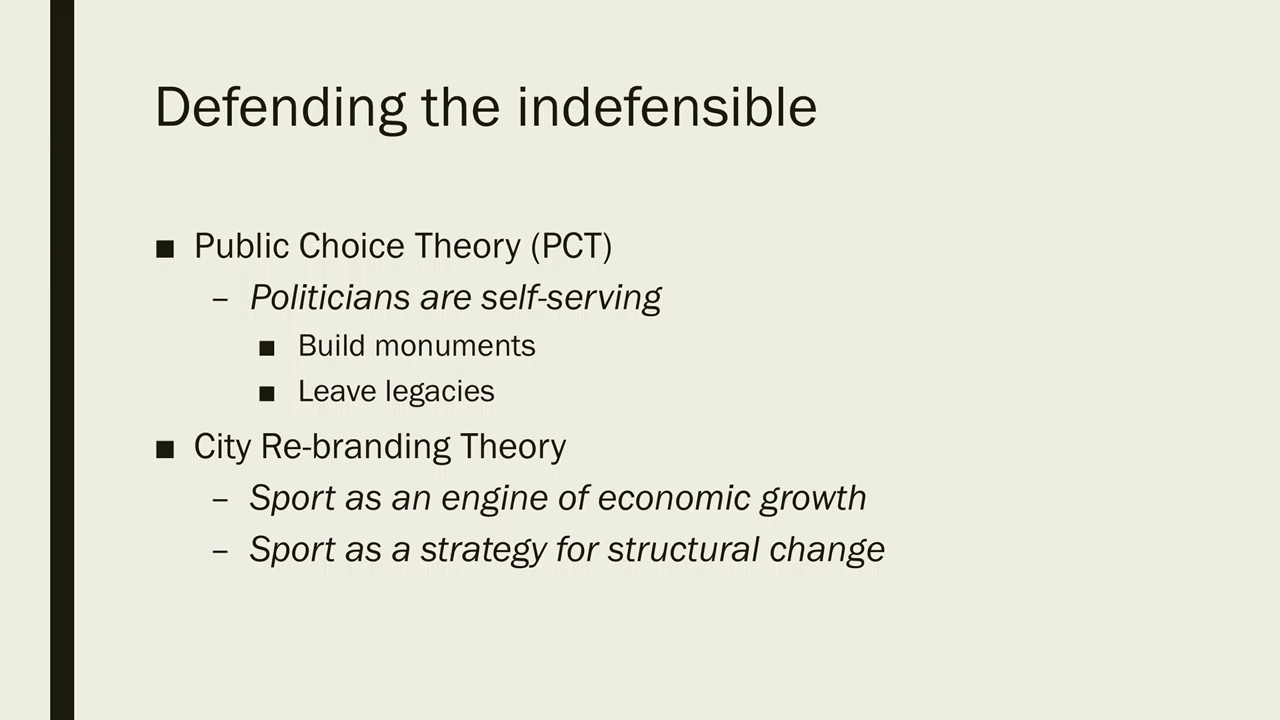 Defending the indefensible
■ Public Choice Theory (PCT)
– Politicians are self-serving
■ Build monuments
■ Leave legacies
■ City Re-branding Theory
– Sport as an engine of economic growth
– Sport as a strategy for structural change